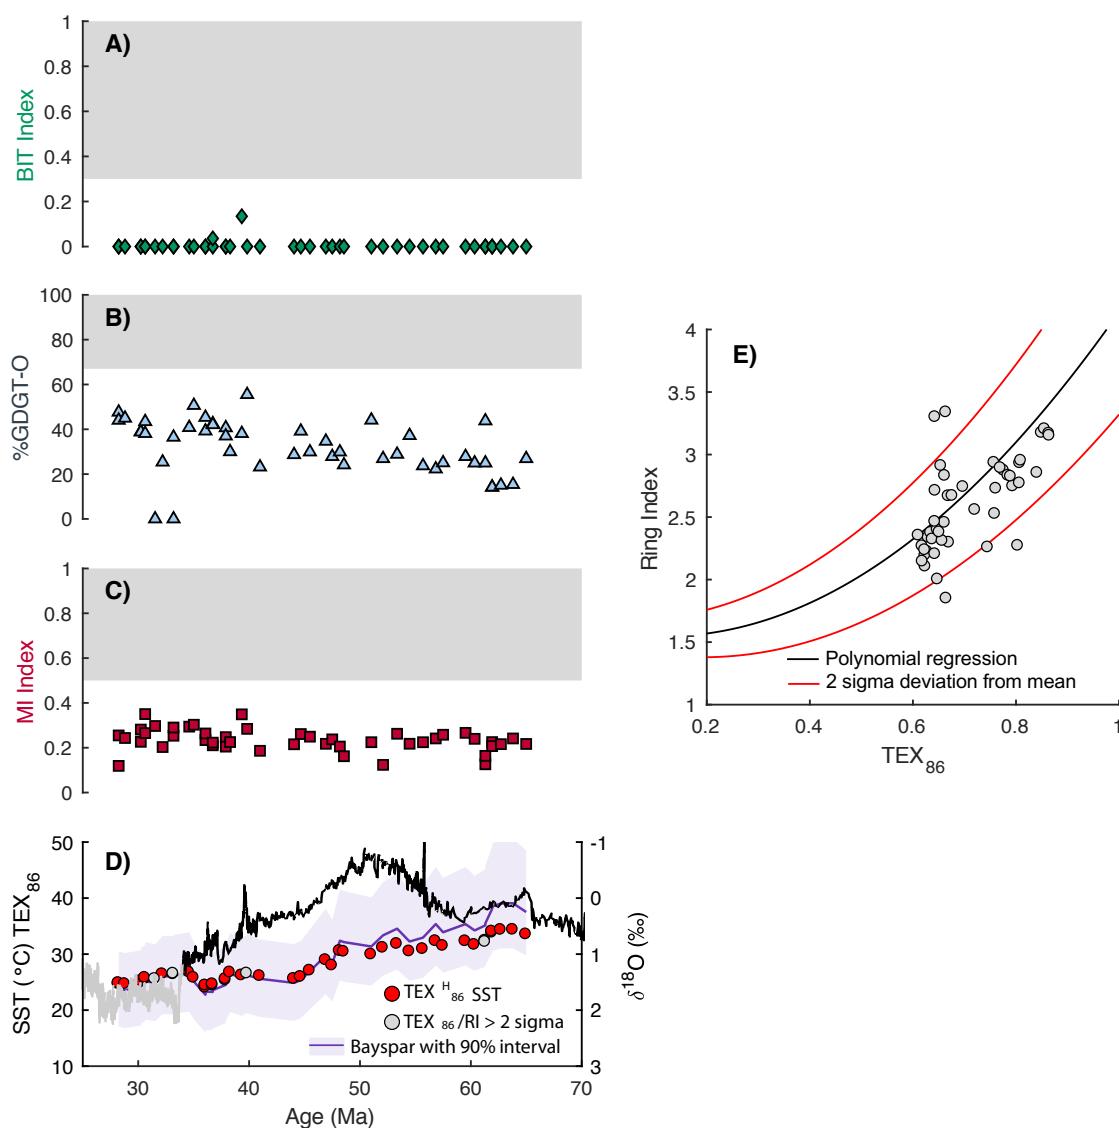 A)
1
0.8
0.6
0.4
0.2
0
BIT Index
B)
100
80
60
40
20
0
%GDGT-O
C)
1
0.8
0.6
0.4
0.2
0
MI Index
D)
50
40
30
20
10
SST (°C) TEX86
-1
0
1
2
3
δ18O (‰)
TEX H86 SST
TEX 86 /RI > 2 sigma
Bayspar with 90% interval
30 40 50 60 70
Age (Ma)
E)
4
3.5
3
2.5
2
1.5
1
Ring Index
Polynomial regression
2 sigma deviation from mean
0.2 0.4 0.6 0.8 1
TEX86